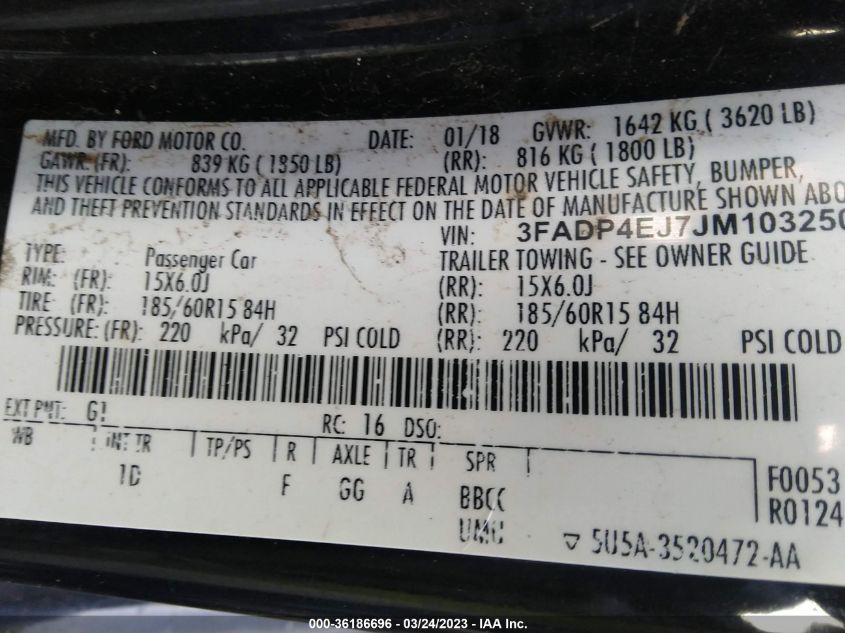 MFD. BY FORD MOTOR CO. DATE: 01/18 GVWR: 1642 KG ( 3620 LB)
GAWR (FR): 839 KG ( 1850 LB) (RR): 816 KG ( 1800 LB)
THIS VEHICLE CONFORMS TO ALL APPLICABLE FEDERAL MOTOR VEHICLE SAFETY, BUMPER,
AND THEFT PREVENTION STANDARDS IN EFFECT ON THE DATE OF MANUFACTURE SHOWN ABO
VIN: 3FADP4EJ7JM103250
TYPE: Passenger Car TRAILER TOWING - SEE OWNER GUIDE
RIM: (FR): 15X6.0J (RR): 15X6.0J
TIRE (FR): 185/60R15 84H (RR): 185/60R15 84H
PRESSURE: (FR): 220 kPa/ 32 PSI COLD (RR): 220 kPa/ 32 PSI COLD
EXT PNT: G1 RC: 16 DSO:
WB INT TR TP/PS R AXLE TR SPR
1D F GG A BBCC F0053
UMC R0124
5U5A-3520472-AA
000-36186696 - 03/24/2023 - IAA Inc.